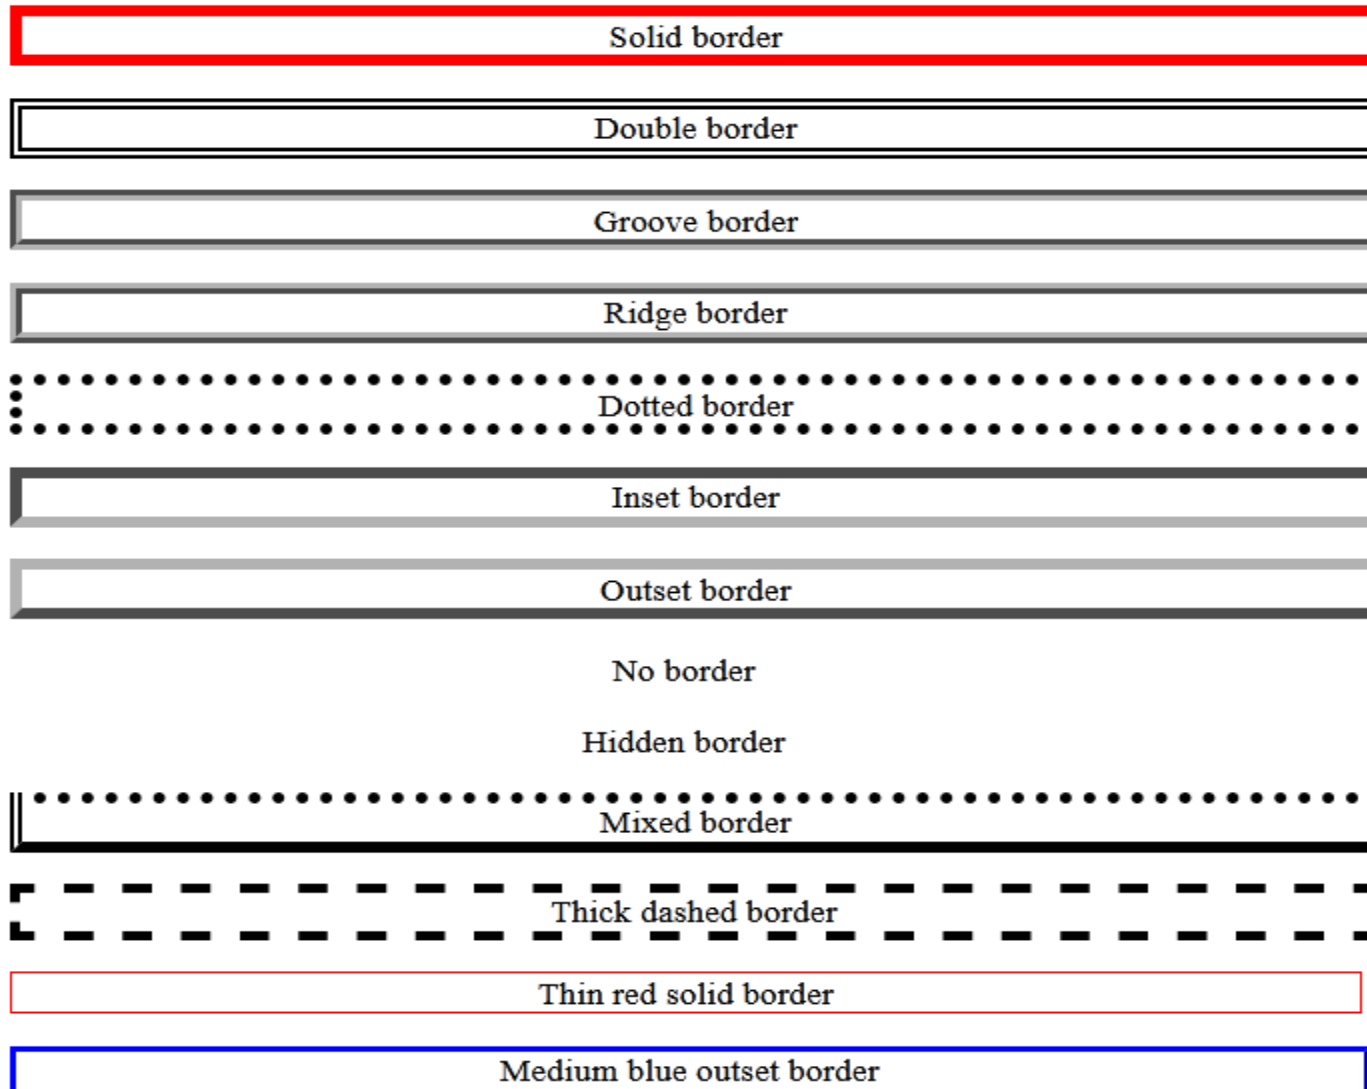 Solid border
Double border
Groove border
Ridge border
Dotted border
Inset border
Outset border
No border
Hidden border
Mixed border
Thick dashed border
Thin red solid border
Medium blue outset border